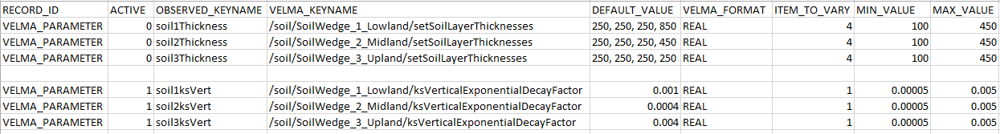 RECORD_ID ACTIVE OBSERVED_KEYNAME VELMA_KEYNAME DEFAULT_VALUE VELMA_FORMAT ITEM_TO_VARY MIN_VALUE MAX_VALUE
VELMA_PARAMETER 0 soil1Thickness /soil/SoilWedge_1_Lowland/setSoilLayerThicknesses 250, 250, 250, 850 REAL 4 100 450
VELMA_PARAMETER 0 soil2Thickness /soil/SoilWedge_2_Midland/setSoilLayerThicknesses 250, 250, 250, 450 REAL 4 100 450
VELMA_PARAMETER 0 soil3Thickness /soil/SoilWedge_3_Upland/setSoilLayerThicknesses 250, 250, 250, 250 REAL 4 100 450
VELMA_PARAMETER 1 soil1ksVert /soil/SoilWedge_1_Lowland/ksVerticalExponentialDecayFactor 0.001 REAL 1 0.00005 0.005
VELMA_PARAMETER 1 soil2ksVert /soil/SoilWedge_2_Midland/ksVerticalExponentialDecayFactor 0.0004 REAL 1 0.00005 0.005
VELMA_PARAMETER 1 soil3ksVert /soil/SoilWedge_3_Upland/ksVerticalExponentialDecayFactor 0.004 REAL 1 0.00005 0.005